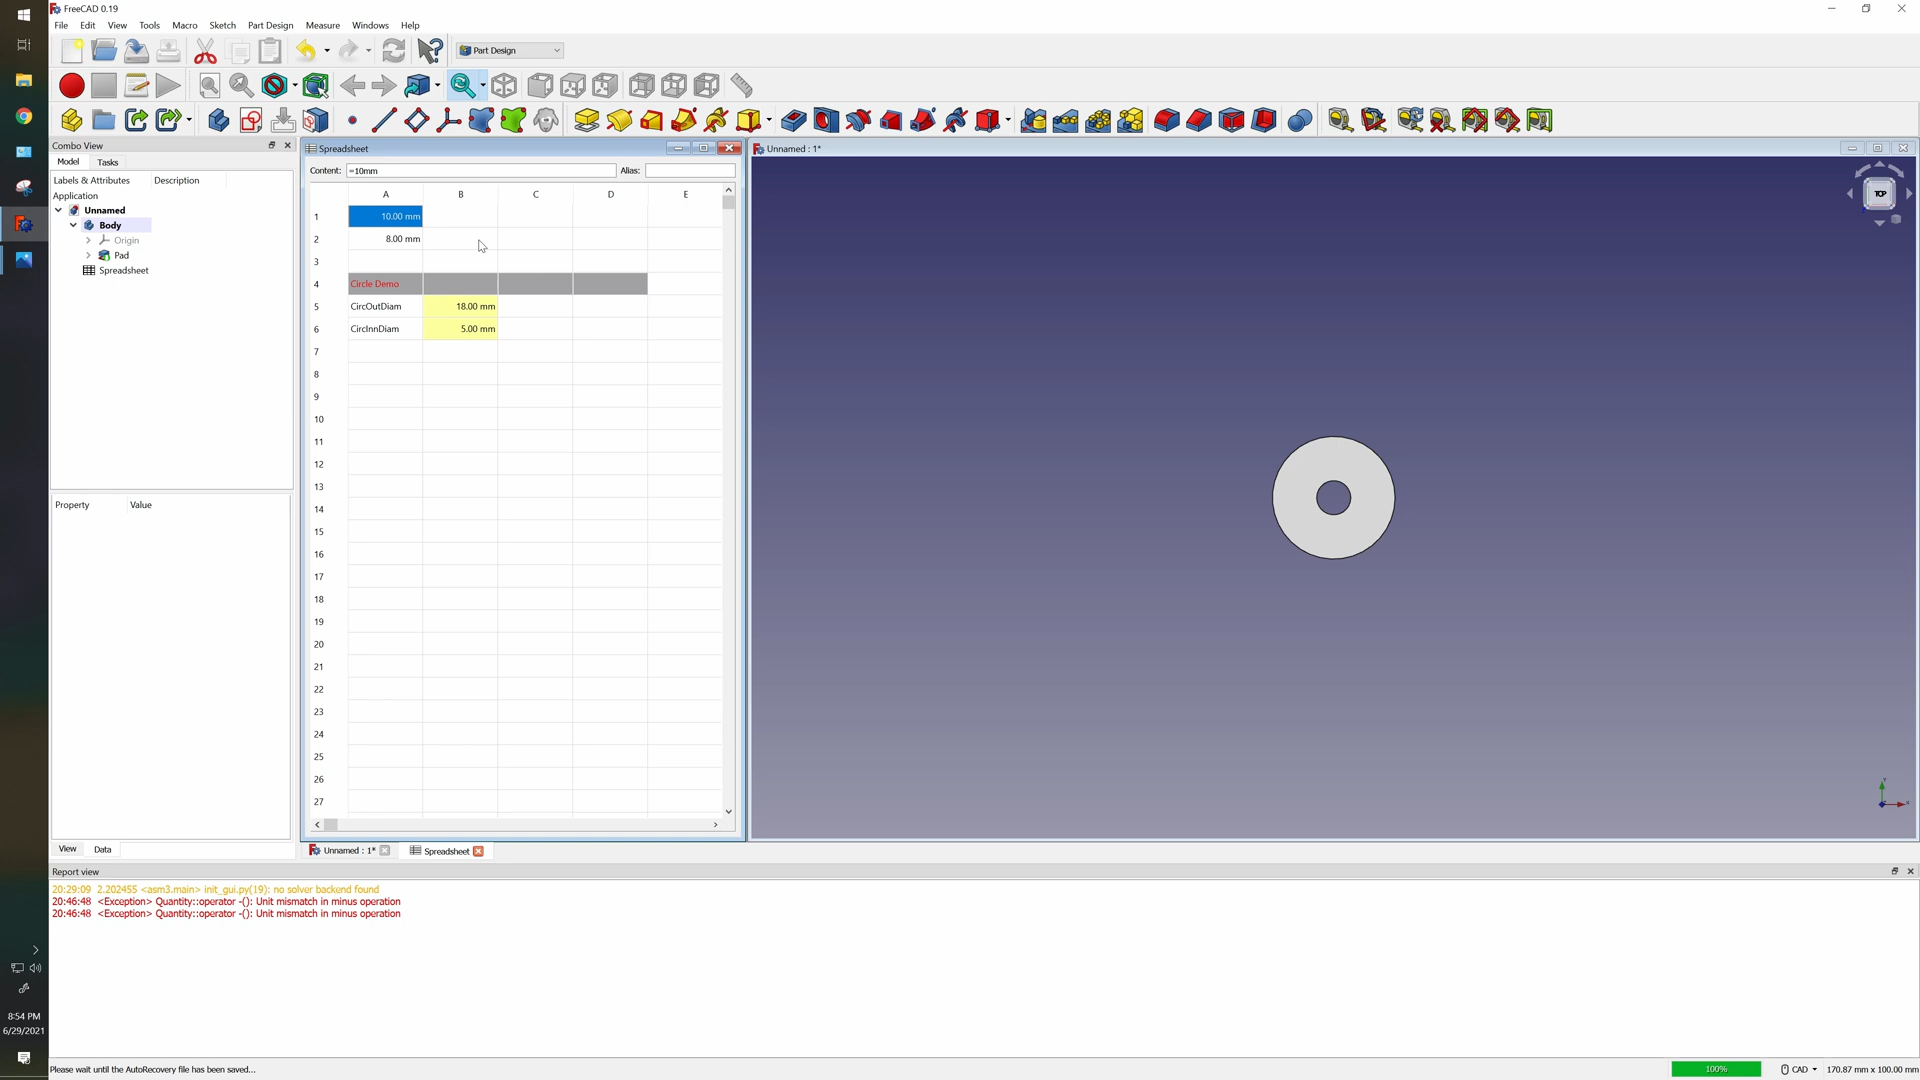 FreeCAD 0.19
File Edit View Tools Macro Sketch Part Design Measure Windows Help
Part Design
Combo View
Model Tasks
Labels & Attributes Description
Application
Unnamed
Body
Origin
Pad
Spreadsheet
Property Value
View Data
Spreadsheet
Content: =10mm Alias:
A B C D E
1 10.00 mm
2 8.00 mm
3
4 Circle Demo
5 CircOutDiam 18.00 mm
6 CircInnDiam 5.00 mm
7
8
9
10
11
12
13
14
15
16
17
18
19
20
21
22
23
24
25
26
27
Unnamed : 1*
TOP
Y
X
Unnamed : 1* Spreadsheet
Report view
20:29:09 2.202455 <asm3.main> init_gui.py(19): no solver backend found
20:46:48 <Exception> Quantity::operator -(): Unit mismatch in minus operation
20:46:48 <Exception> Quantity::operator -(): Unit mismatch in minus operation
8:54 PM
6/29/2021
Please wait until the AutoRecovery file has been saved... 100% CAD 170.87 mm x 100.00 mm